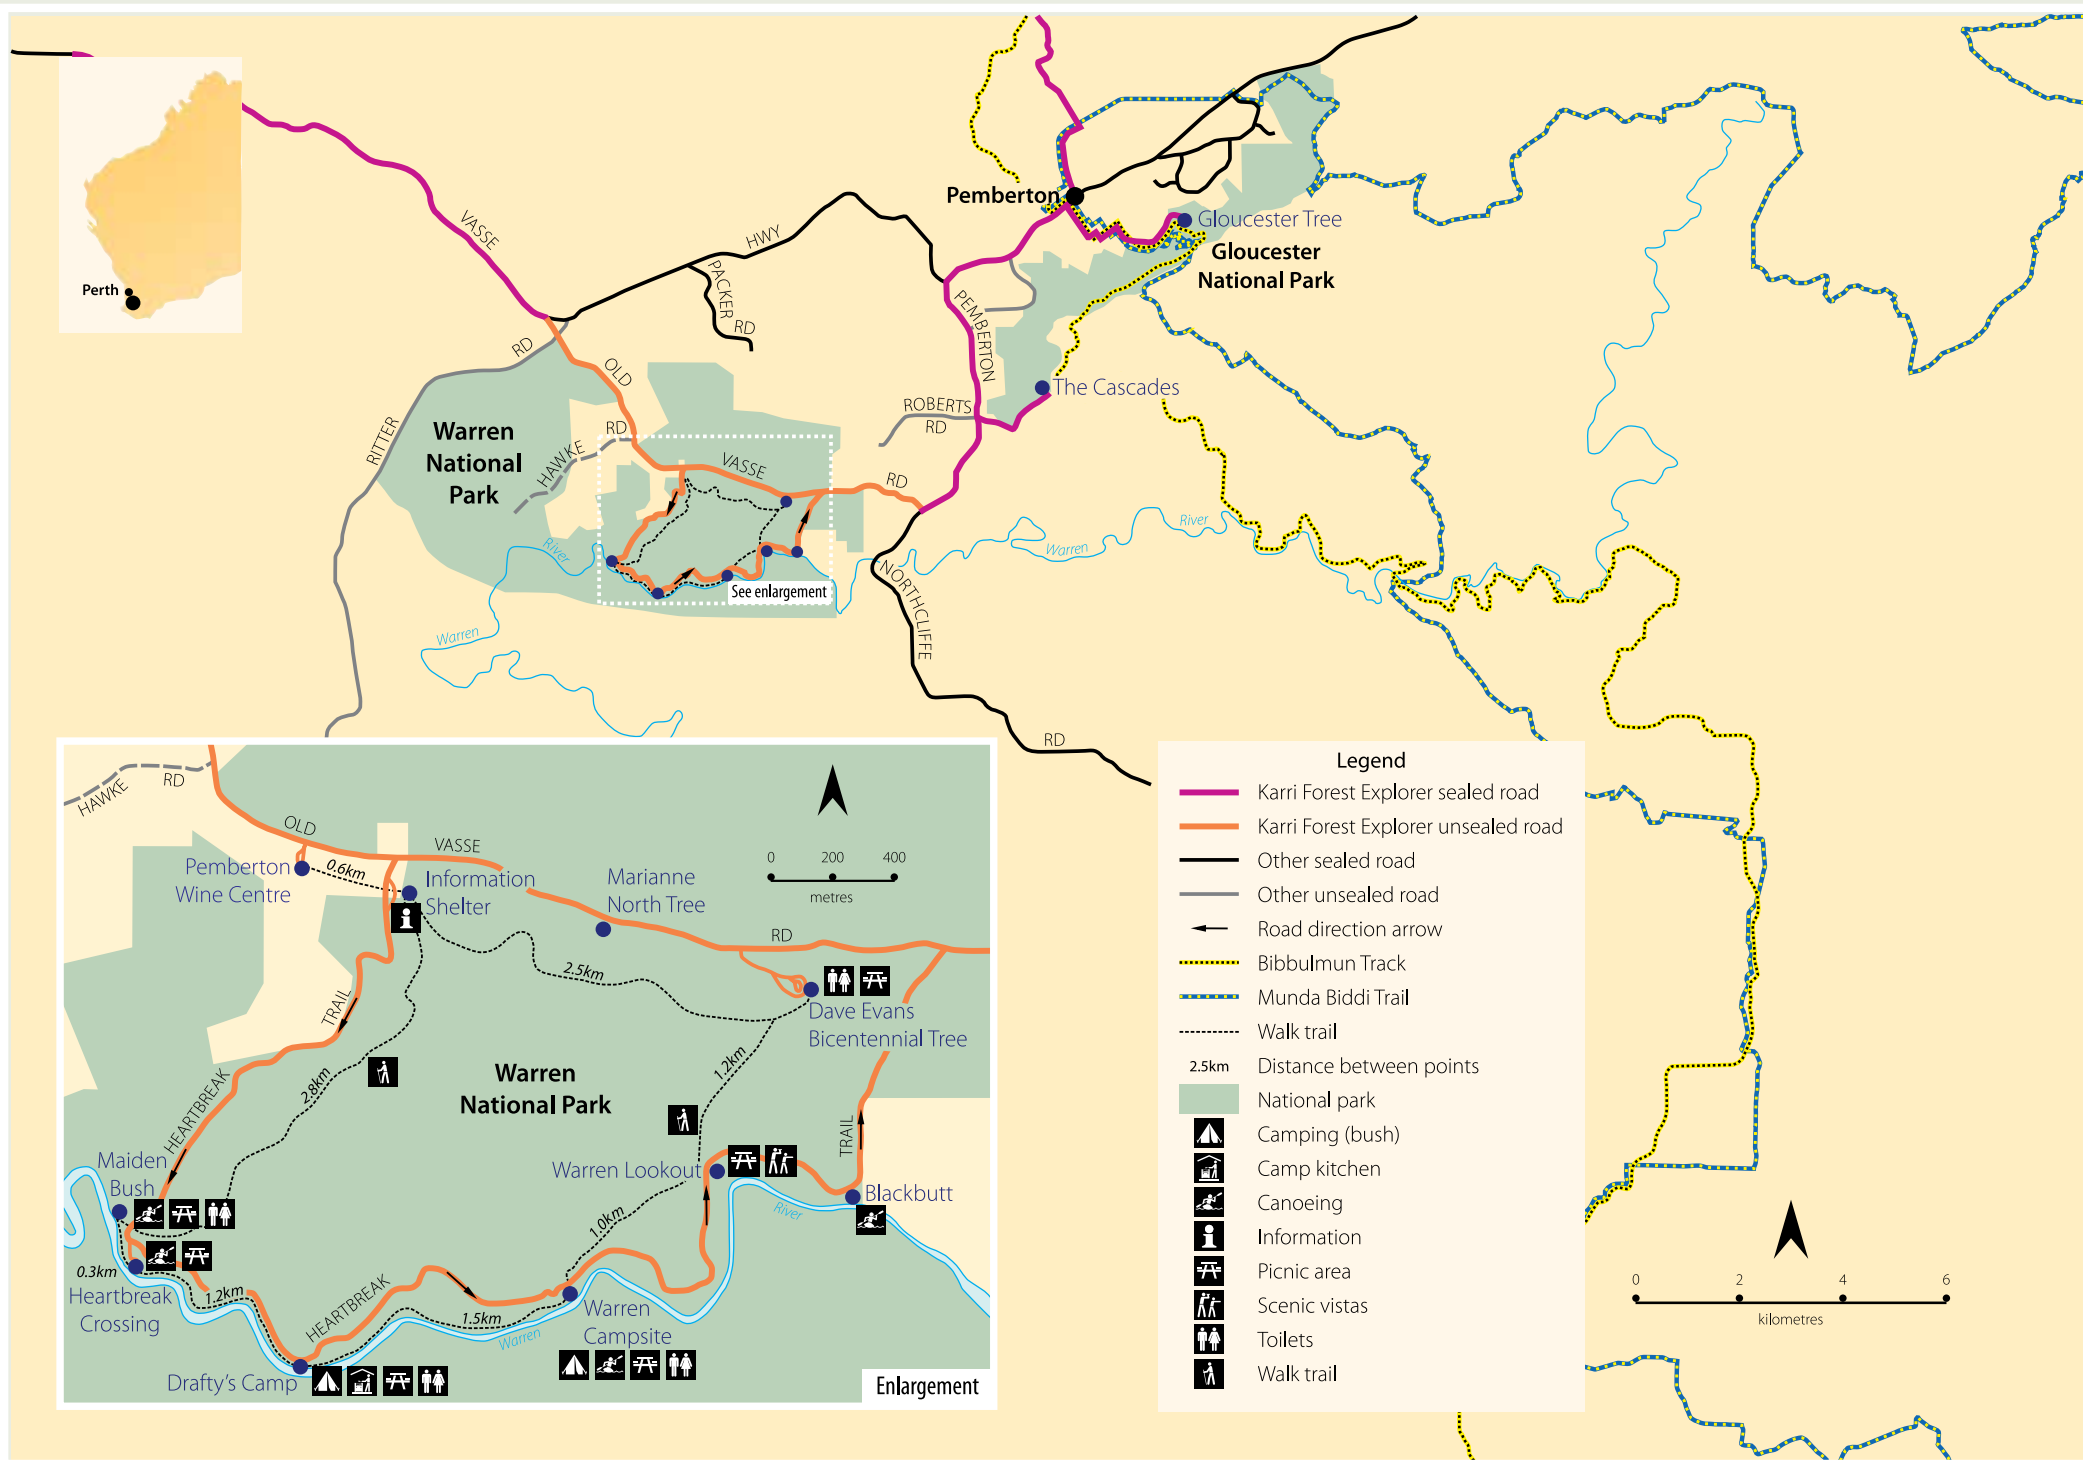 Perth
VASSE
HWY
PACKER
RD
Pemberton
Gloucester Tree
Gloucester
National Park
PEMBERTON
The Cascades
ROBERTS
RD
RD
RITTER
OLD
Warren
National
Park
HAWKE
RD
VASSE
RD
River
Warren
See enlargement
River
Warren
NORTHCLIFFE
RD
HAWKE
RD
OLD
VASSE
Pemberton
Wine Centre
0.6km
Information
Shelter
Marianne
North Tree
0 200 400
metres
RD
2.5km
Dave Evans
Bicentennial Tree
TRAIL
2.8km
HEARTBREAK
Warren
National Park
1.2km
TRAIL
Maiden
Bush
Warren Lookout
Blackbutt
River
1.0km
0.3km
Heartbreak
Crossing
1.2km
HEARTBREAK
1.5km
Warren
Warren
Campsite
Drafty's Camp
Enlargement
Legend
Karri Forest Explorer sealed road
Karri Forest Explorer unsealed road
Other sealed road
Other unsealed road
Road direction arrow
Bibbulmun Track
Munda Biddi Trail
Walk trail
2.5km Distance between points
National park
Camping (bush)
Camp kitchen
Canoeing
Information
Picnic area
Scenic vistas
Toilets
Walk trail
0 2 4 6
kilometres